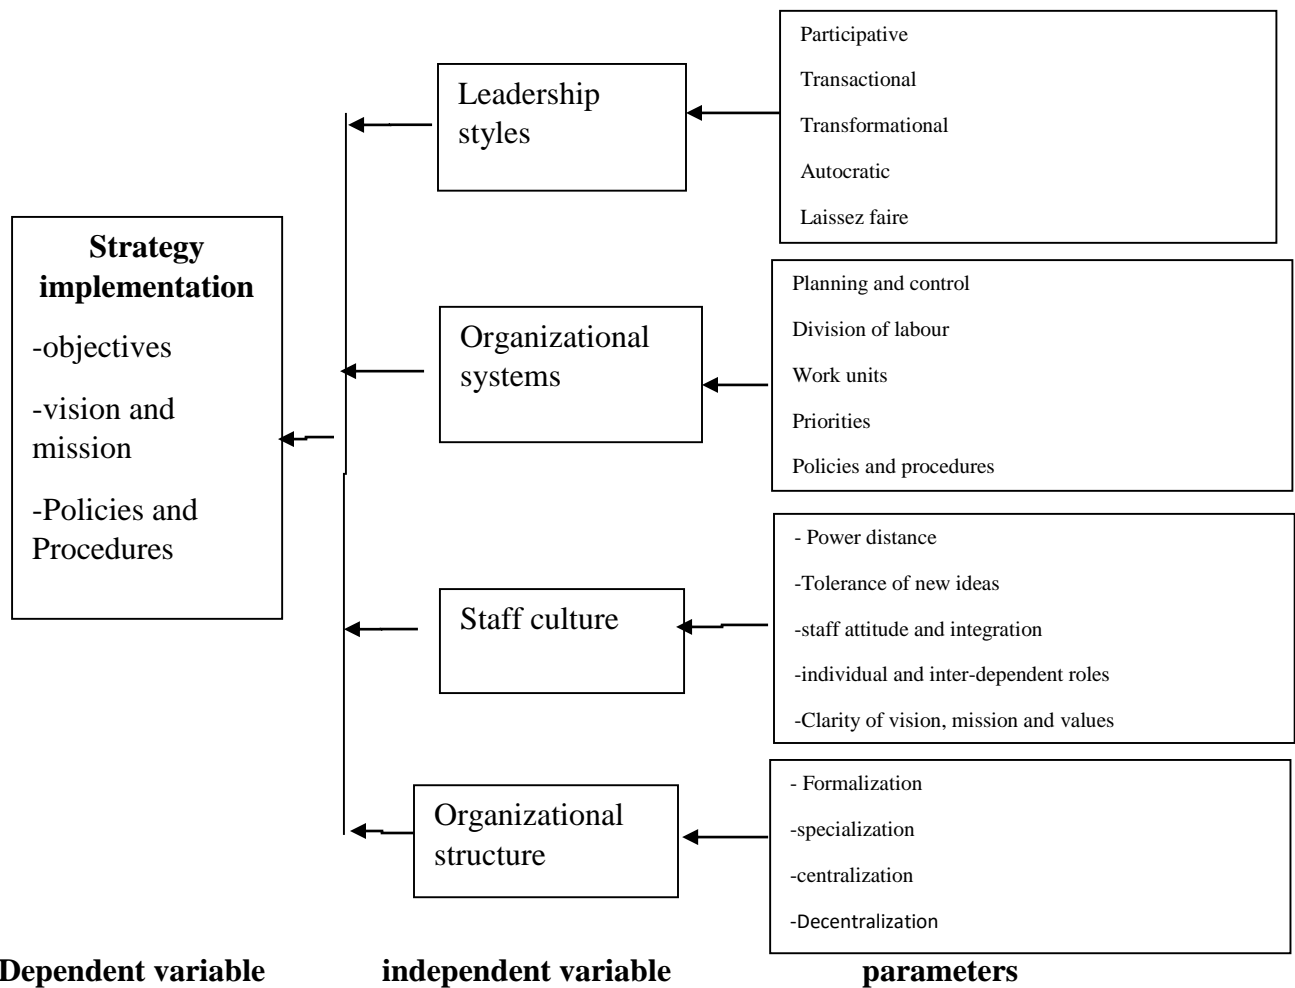 Participative
Transactional
Transformational
Autocratic
Laissez faire
Leadership
styles
Strategy
implementation
-objectives
-vision and
mission
-Policies and
Procedures
Planning and control
Division of labour
Work units
Priorities
Policies and procedures
Organizational
systems
- Power distance
-Tolerance of new ideas
-staff attitude and integration
-individual and inter-dependent roles
-Clarity of vision, mission and values
Staff culture
- Formalization
-specialization
-centralization
-Decentralization
Organizational
structure
Dependent variable independent variable parameters